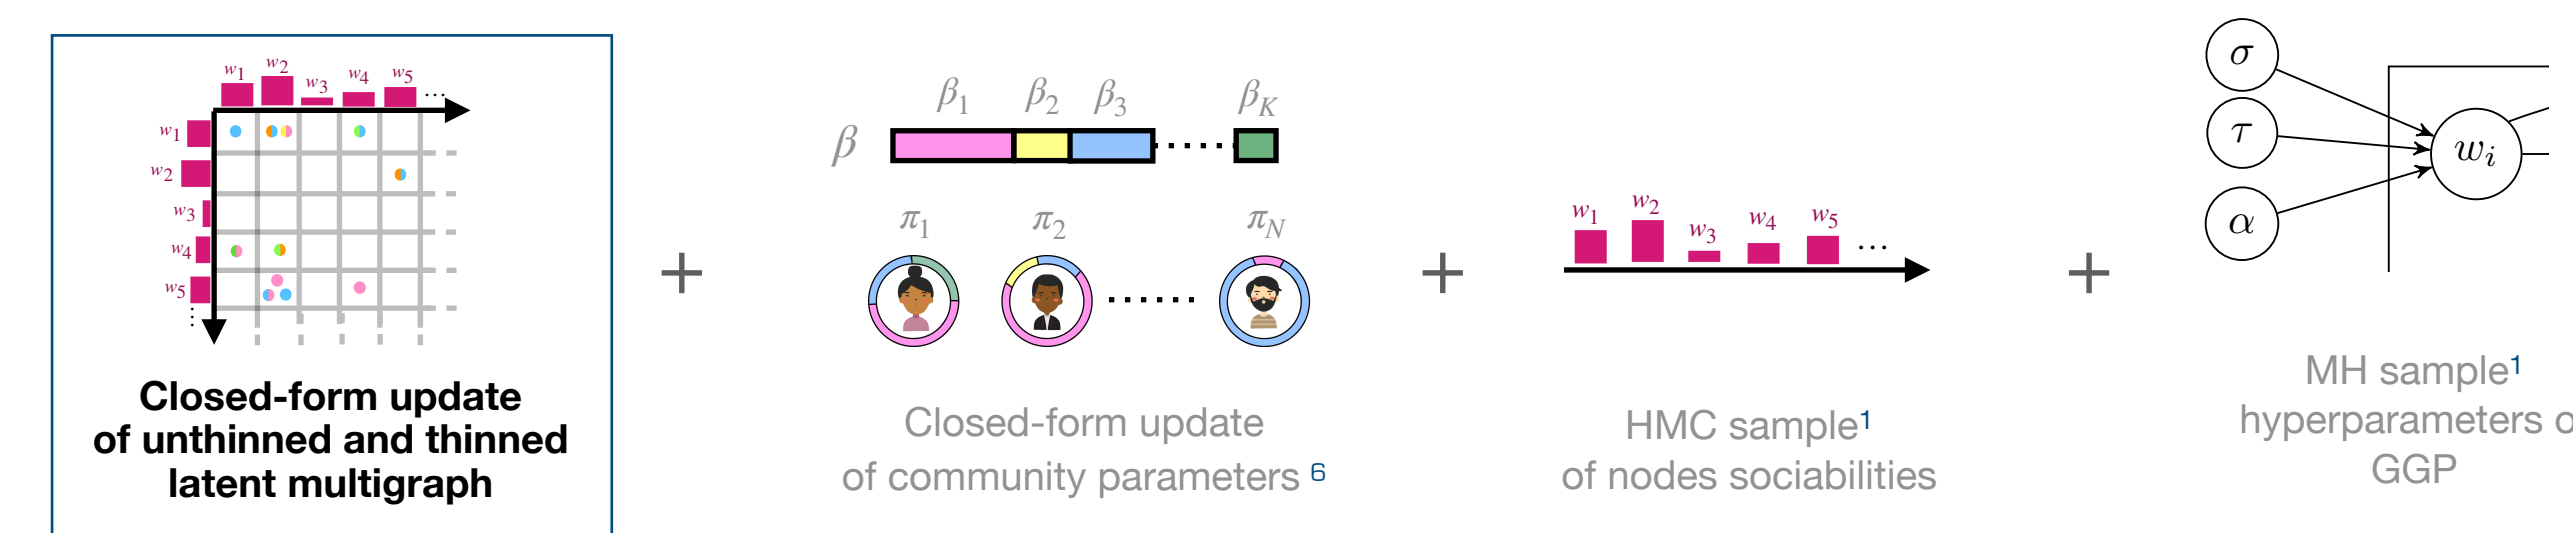 w1 w2 w3 w4 w5 ...
w1
w2
w3
w4
w5
⋮
Closed-form update
of unthinned and thinned
latent multigraph
+
β1 β2 β3 βK
β
π1 π2 πN
Closed-form update
of community parameters 6
+
w1 w2 w3 w4 w5 ...
HMC sample1
of nodes sociabilities
+
σ
τ
α
wi
MH sample1
hyperparameters
GGP